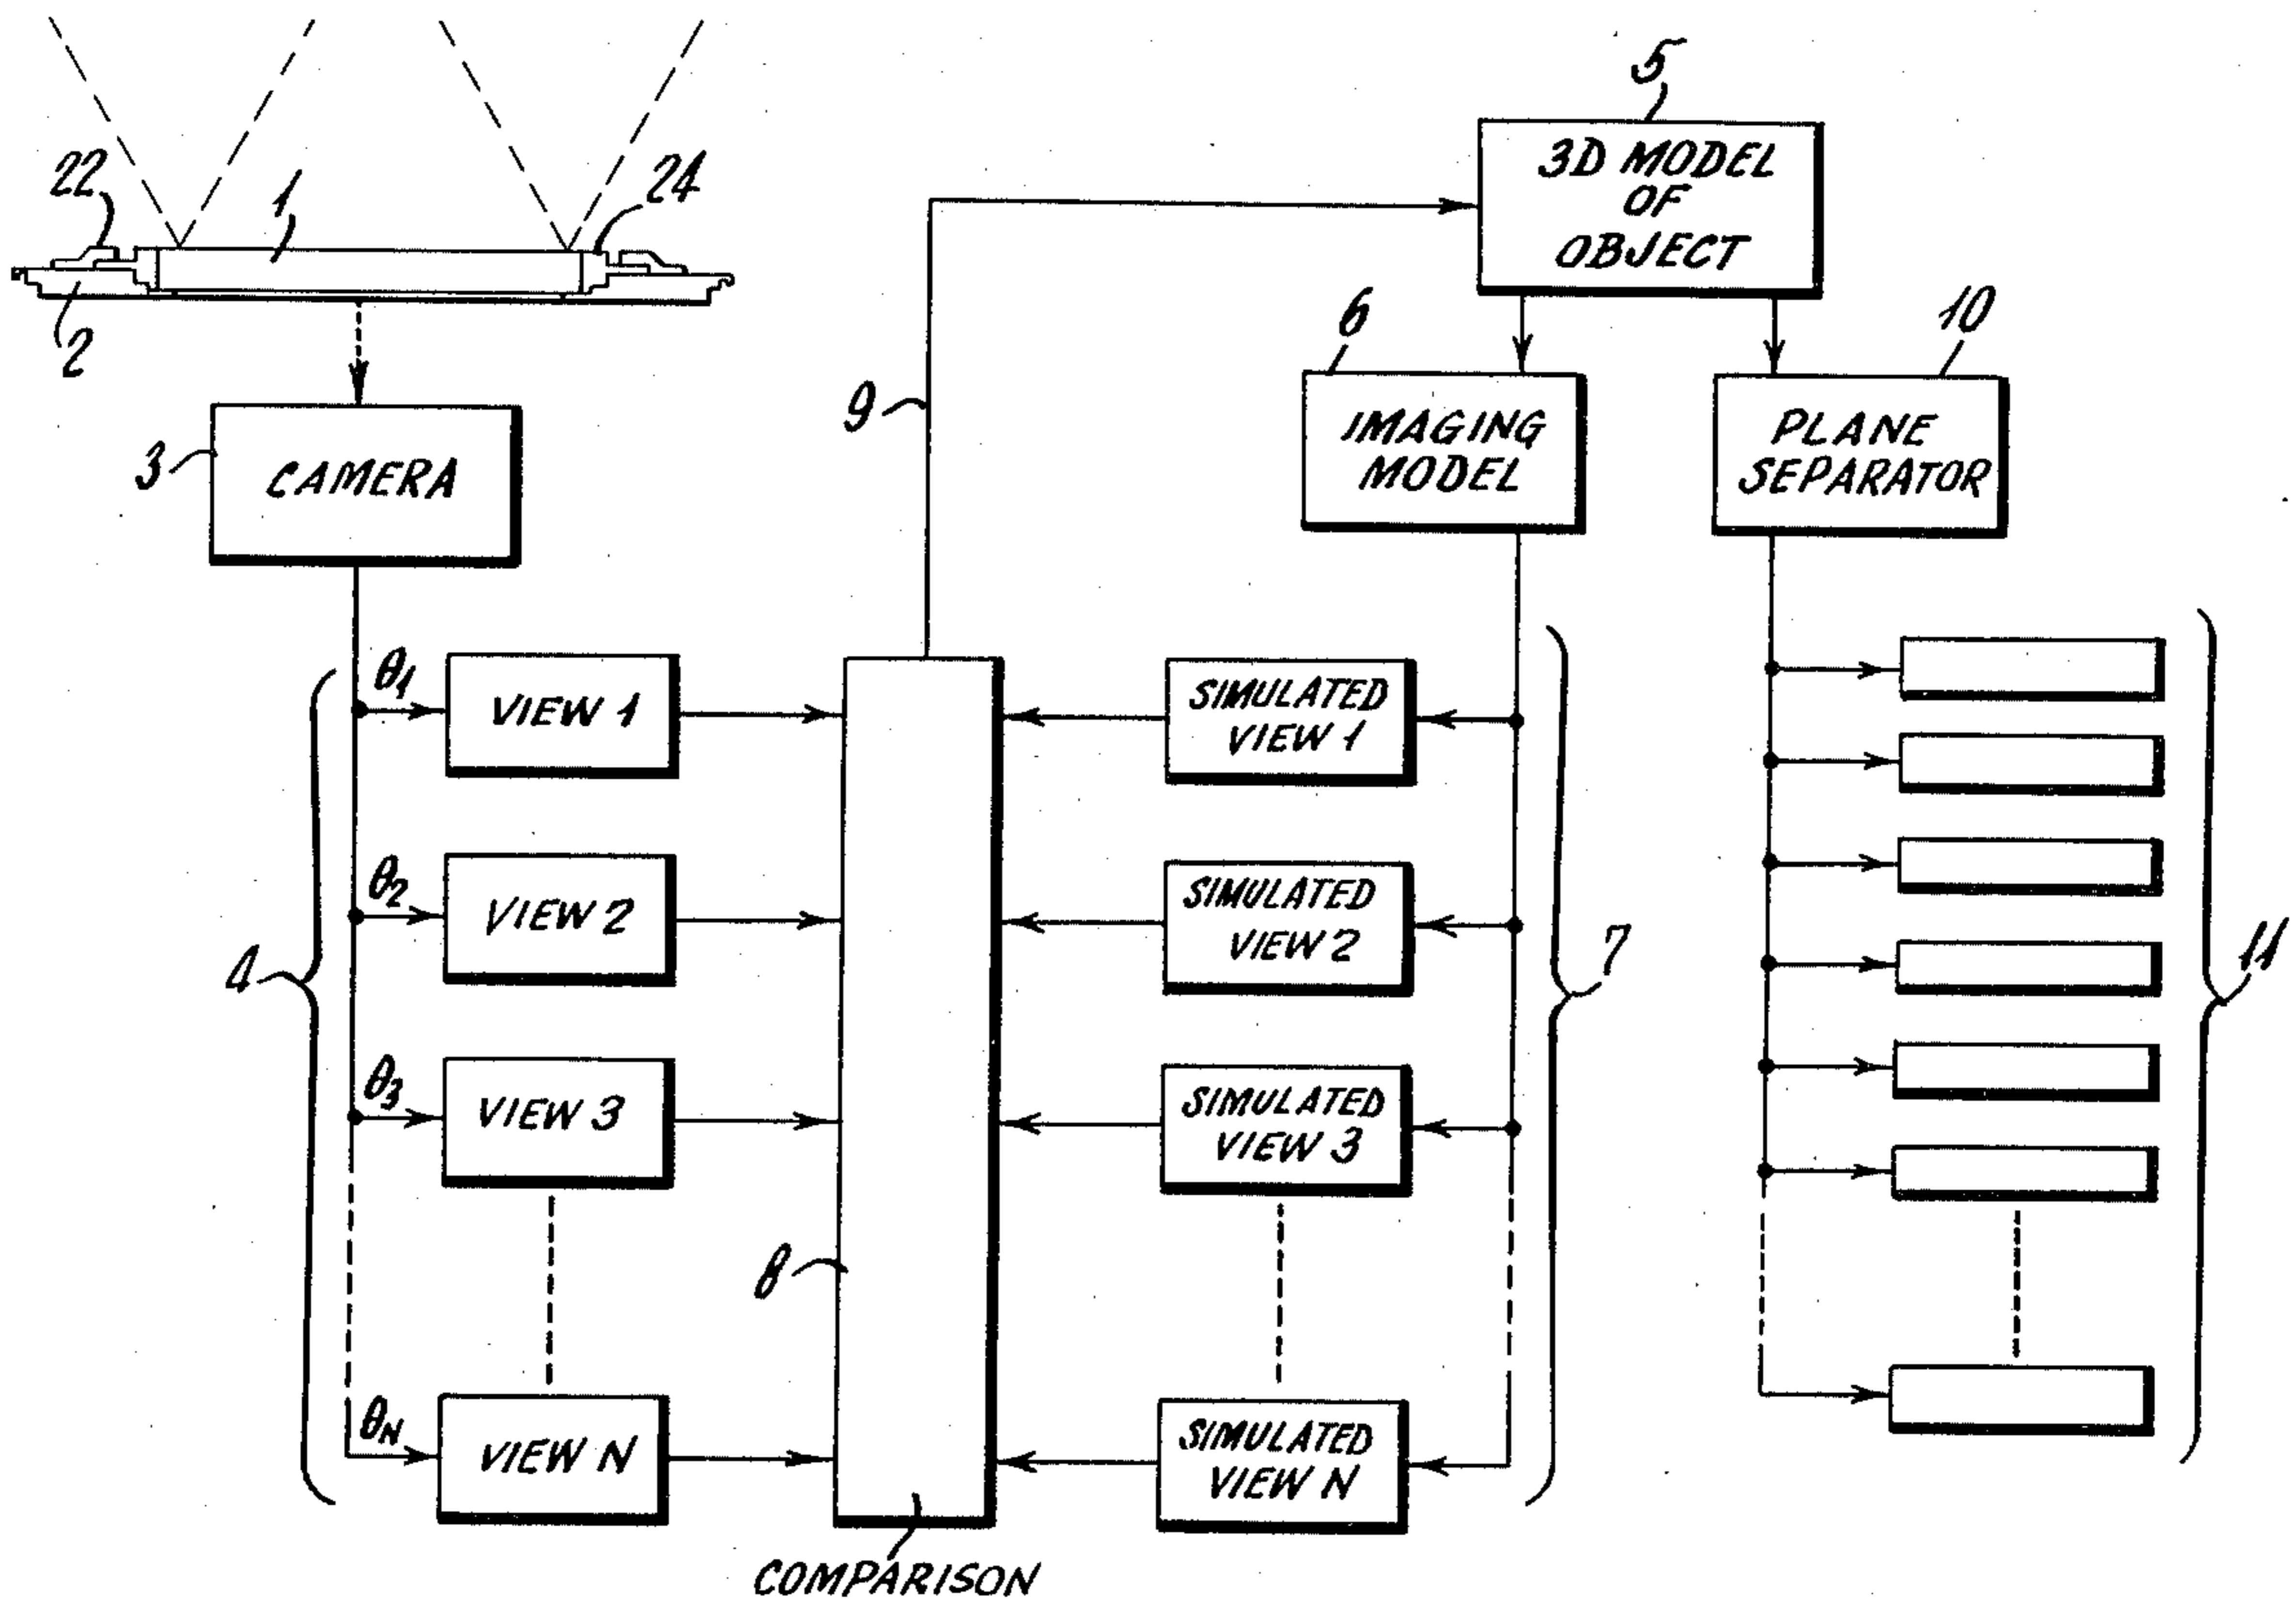 5
22
1
24
3D MODEL
OF
OBJECT
2
6
10
9
3
CAMERA
IMAGING
MODEL
PLANE
SEPARATOR
θ1
VIEW 1
SIMULATED
VIEW 1
θ2
VIEW 2
SIMULATED
VIEW 2
4
7
11
θ3
VIEW 3
SIMULATED
VIEW 3
8
θN
VIEW N
SIMULATED
VIEW N
COMPARISON